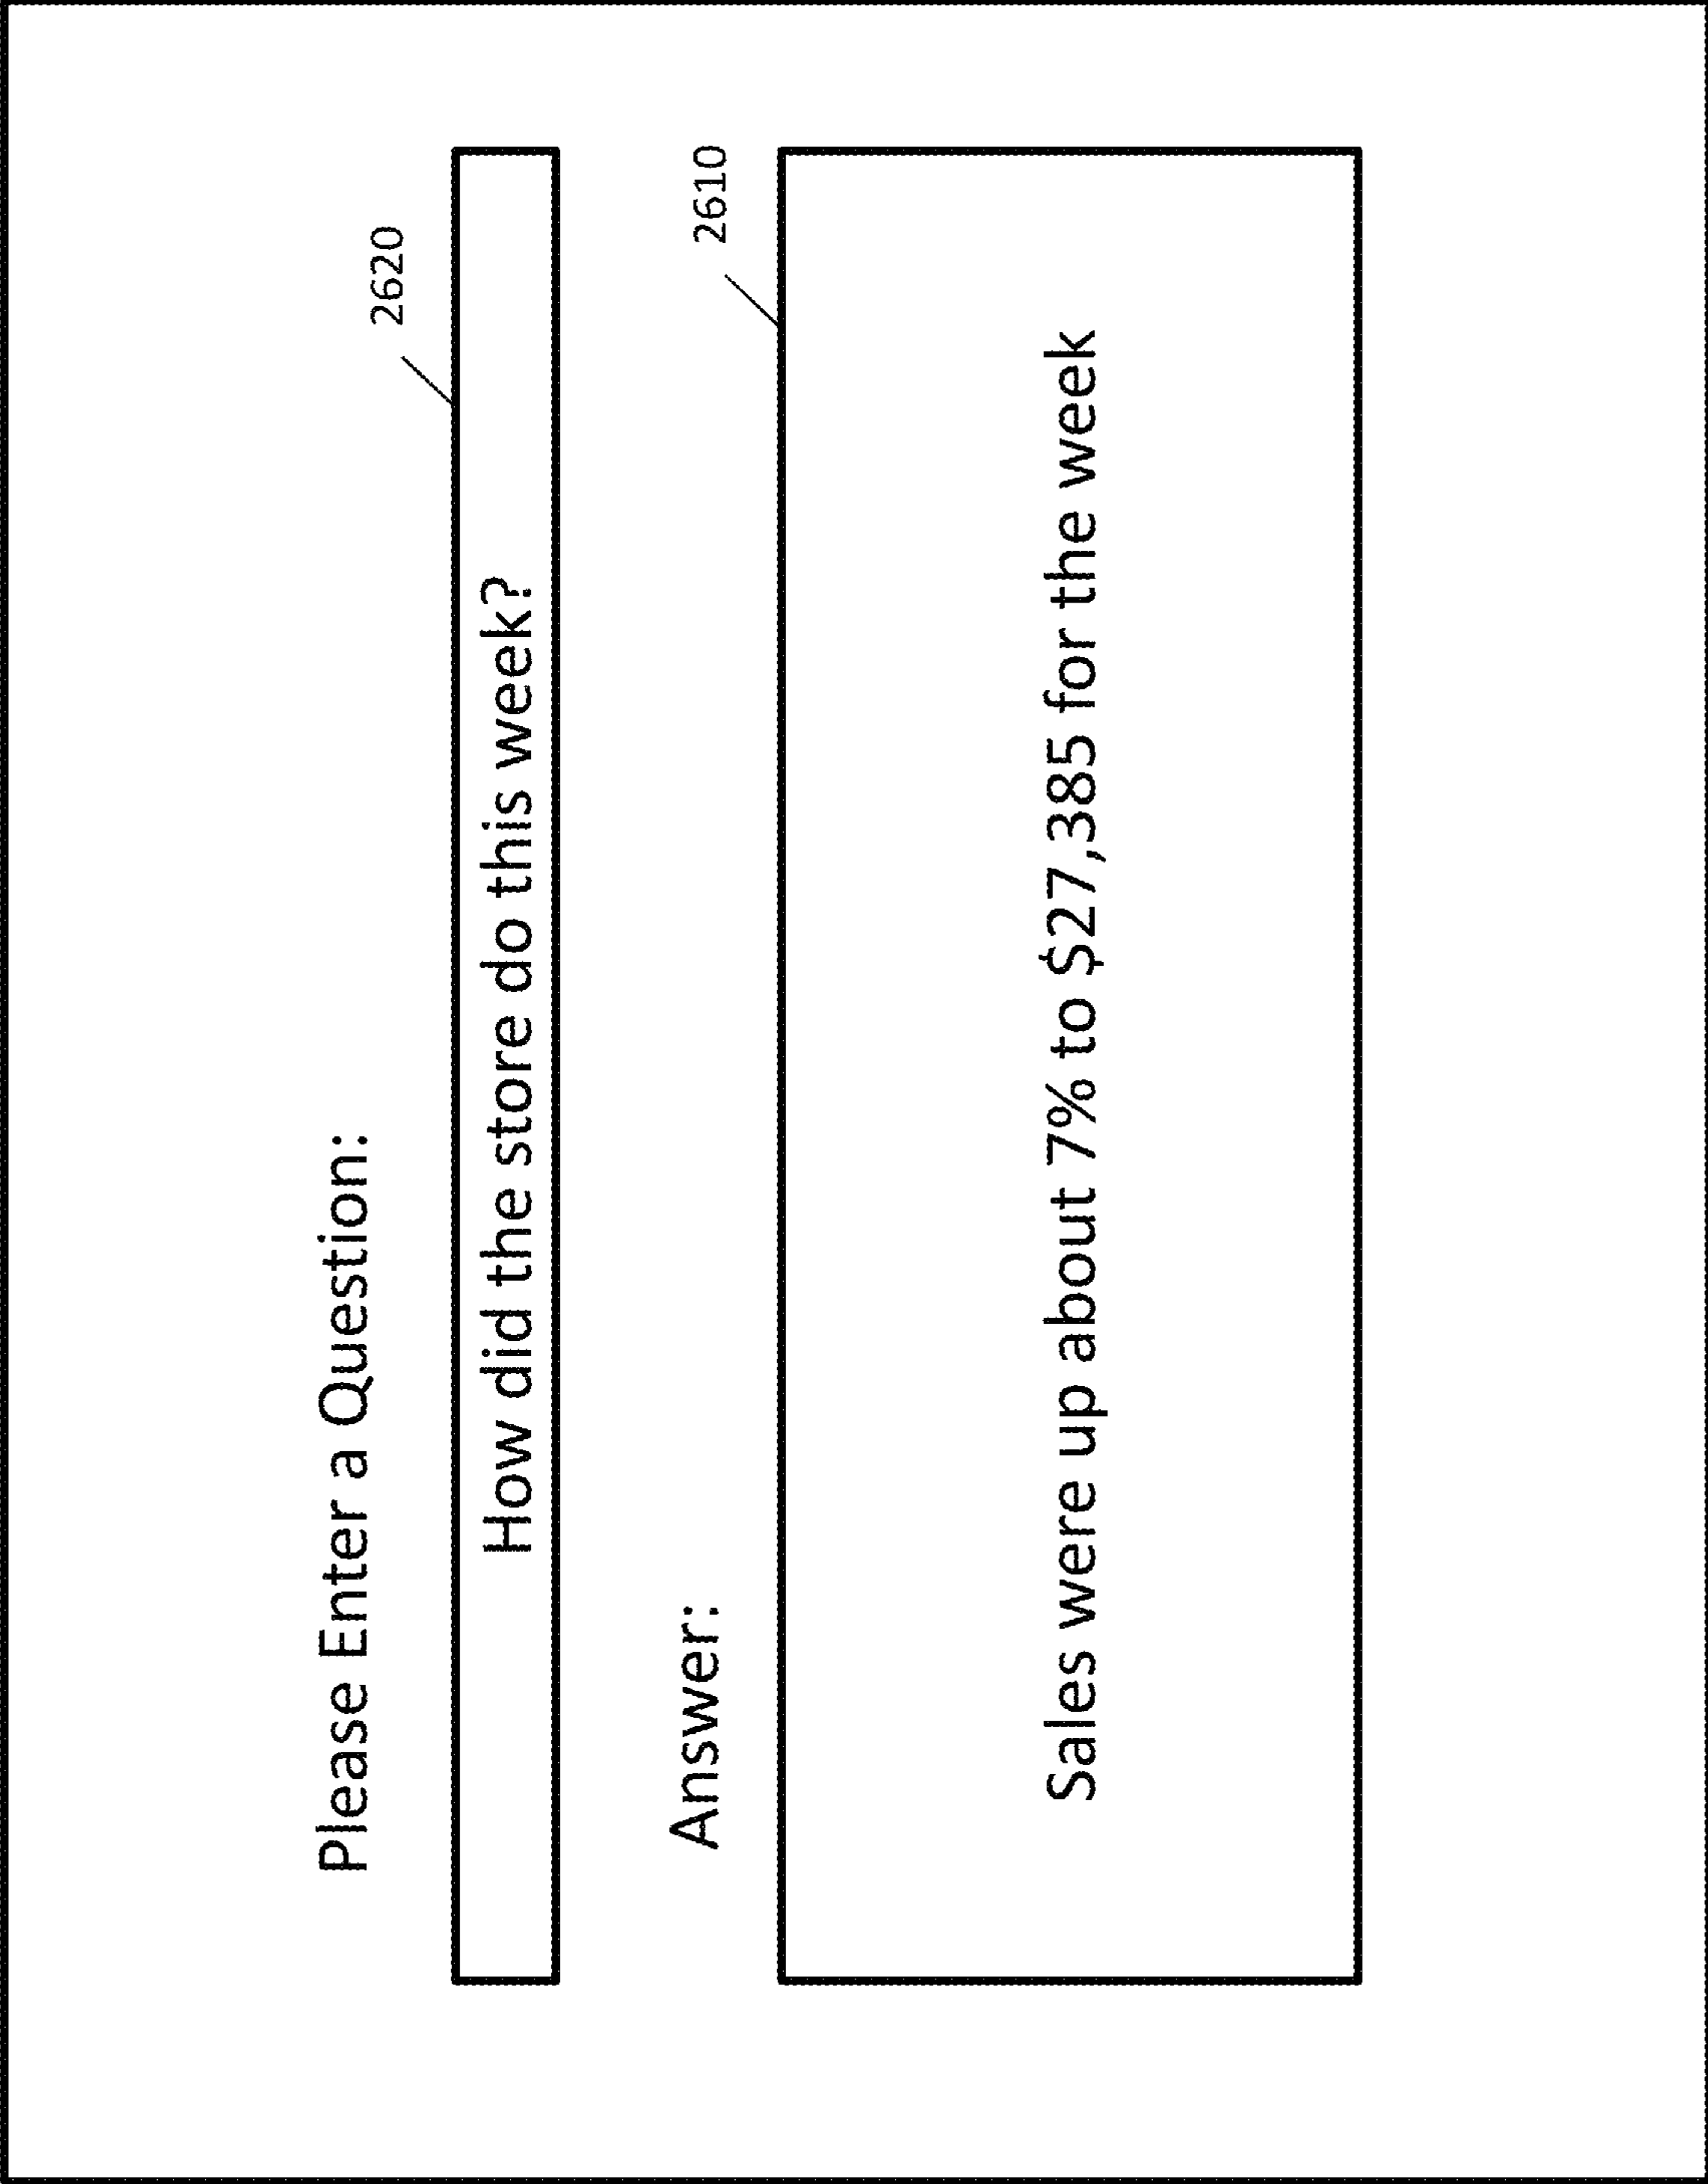 Please Enter a Question:
2620
How did the store do this week?
Answer:
2610
Sales were up about 7% to $27,385 for the week